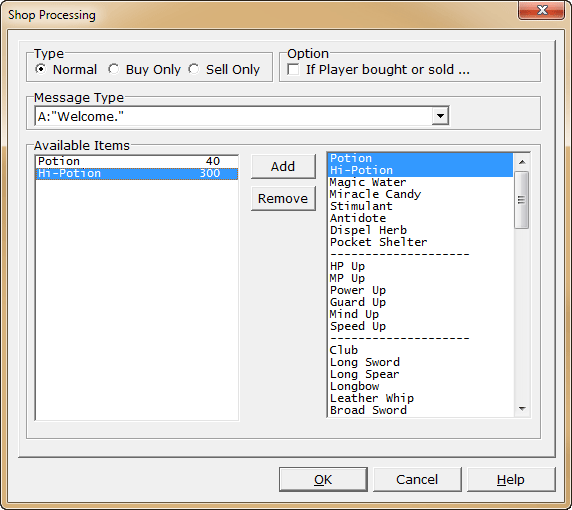 Shop Processing
Type
Normal Buy Only Sell Only
Option
If Player bought or sold ...
Message Type
A:"Welcome."
Available Items
Potion 40
Hi-Potion 300
Add
Remove
Potion
Hi-Potion
Magic Water
Miracle Candy
Stimulant
Antidote
Dispel Herb
Pocket Shelter
--------------------
HP Up
MP Up
Power Up
Guard Up
Mind Up
Speed Up
--------------------
Club
Long Sword
Long Spear
Longbow
Leather Whip
Broad Sword
OK Cancel Help